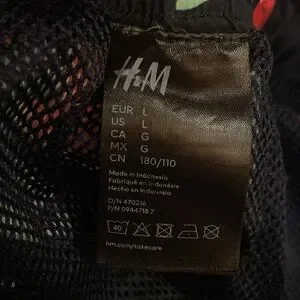 H&M
EUR L
US L
CA G
MX G
CN 180/110
Made in Indonesia
Fabriqué en Indonésie
Hecho en Indonesia
O/N 470216
P/N 0944718 7
40
hm.com/takecare